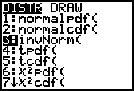 DISTR DRAW
1:normalpdf(
2:normalcdf(
3:invNorm(
4:tpdf(
5:tcdf(
6:χ²pdf(
7↓χ²cdf(